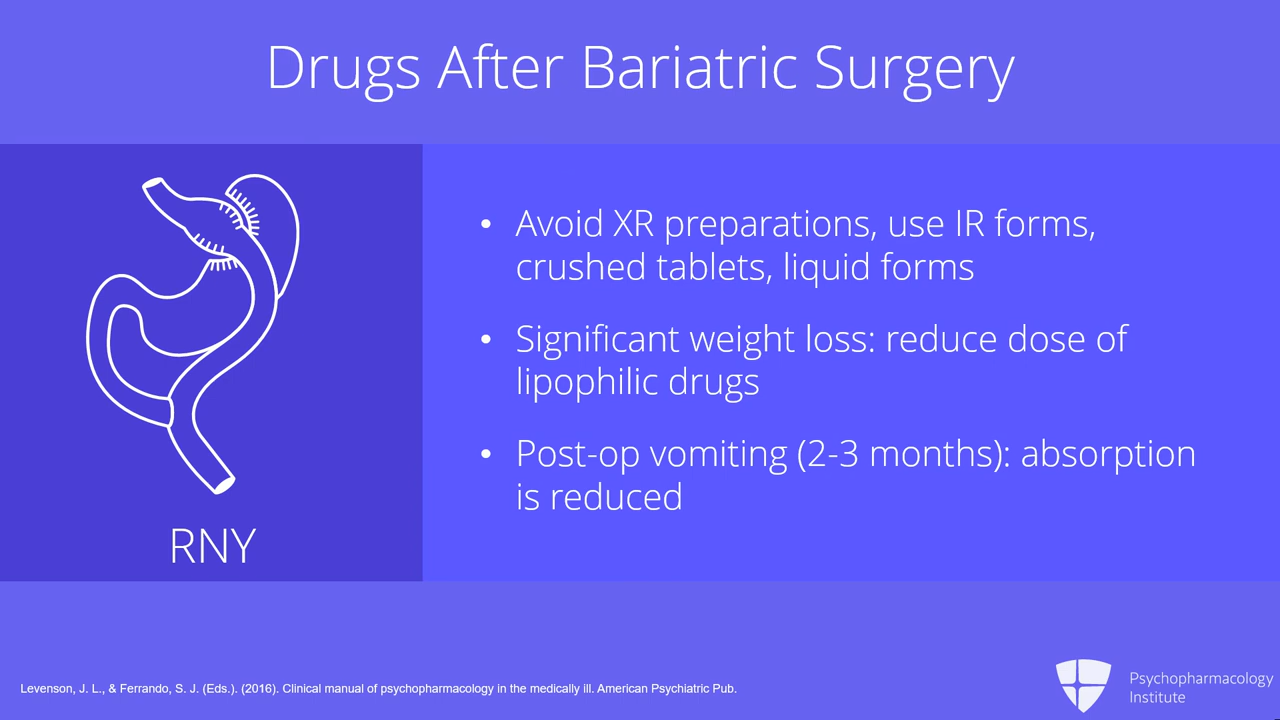 Drugs After Bariatric Surgery
• Avoid XR preparations, use IR forms,
crushed tablets, liquid forms
• Significant weight loss: reduce dose of
lipophilic drugs
• Post-op vomiting (2-3 months): absorption
is reduced
RNY
Levenson, J. L., & Ferrando, S. J. (Eds.). (2016). Clinical manual of psychopharmacology in the medically ill. American Psychiatric Pub.
Psychopharmacology
Institute